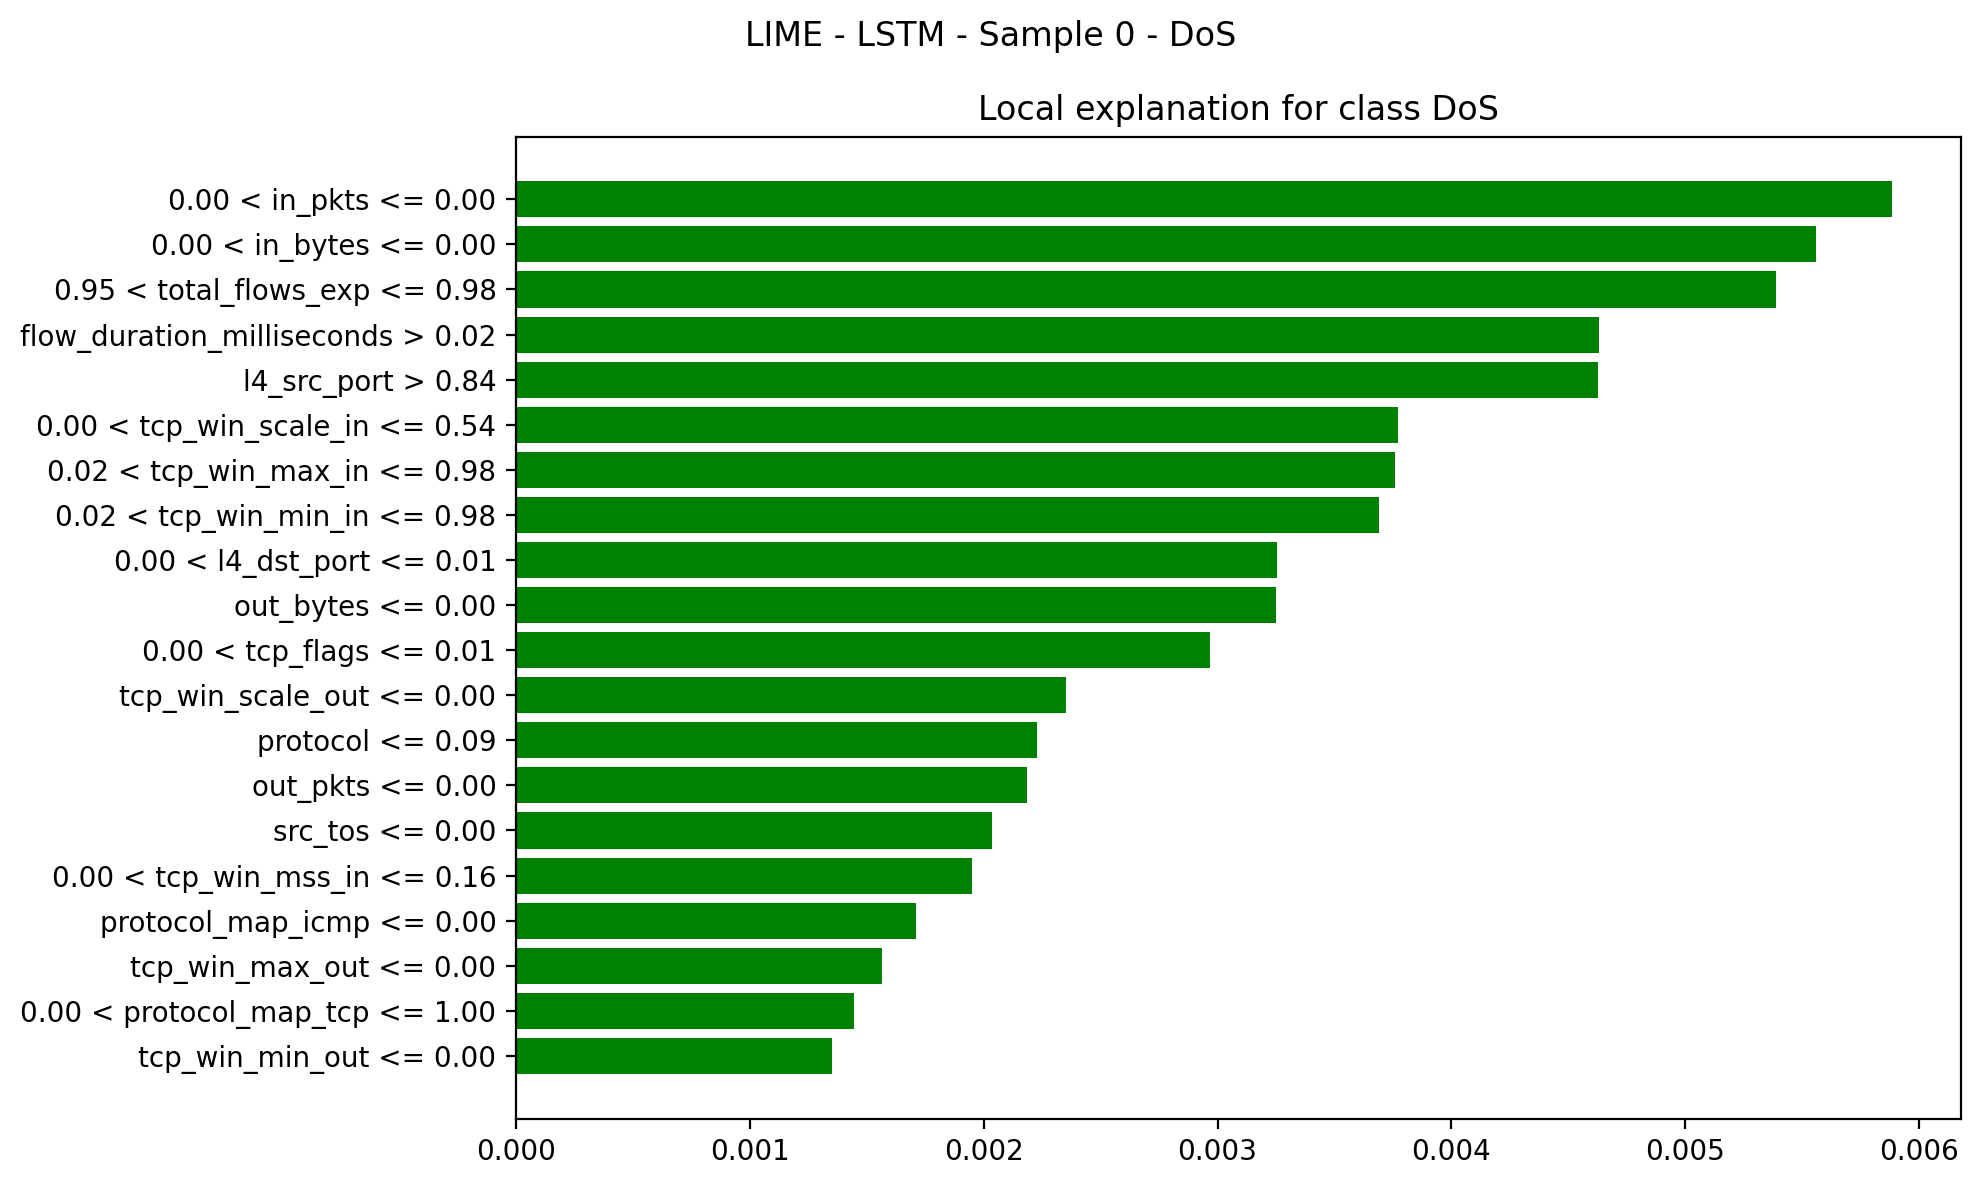 LIME - LSTM - Sample 0 - DoS
Local explanation for class DoS
0.00 < in_pkts <= 0.00
0.00 < in_bytes <= 0.00
0.95 < total_flows_exp <= 0.98
flow_duration_milliseconds > 0.02
l4_src_port > 0.84
0.00 < tcp_win_scale_in <= 0.54
0.02 < tcp_win_max_in <= 0.98
0.02 < tcp_win_min_in <= 0.98
0.00 < l4_dst_port <= 0.01
out_bytes <= 0.00
0.00 < tcp_flags <= 0.01
tcp_win_scale_out <= 0.00
protocol <= 0.09
out_pkts <= 0.00
src_tos <= 0.00
0.00 < tcp_win_mss_in <= 0.16
protocol_map_icmp <= 0.00
tcp_win_max_out <= 0.00
0.00 < protocol_map_tcp <= 1.00
tcp_win_min_out <= 0.00
0.000 0.001 0.002 0.003 0.004 0.005 0.006